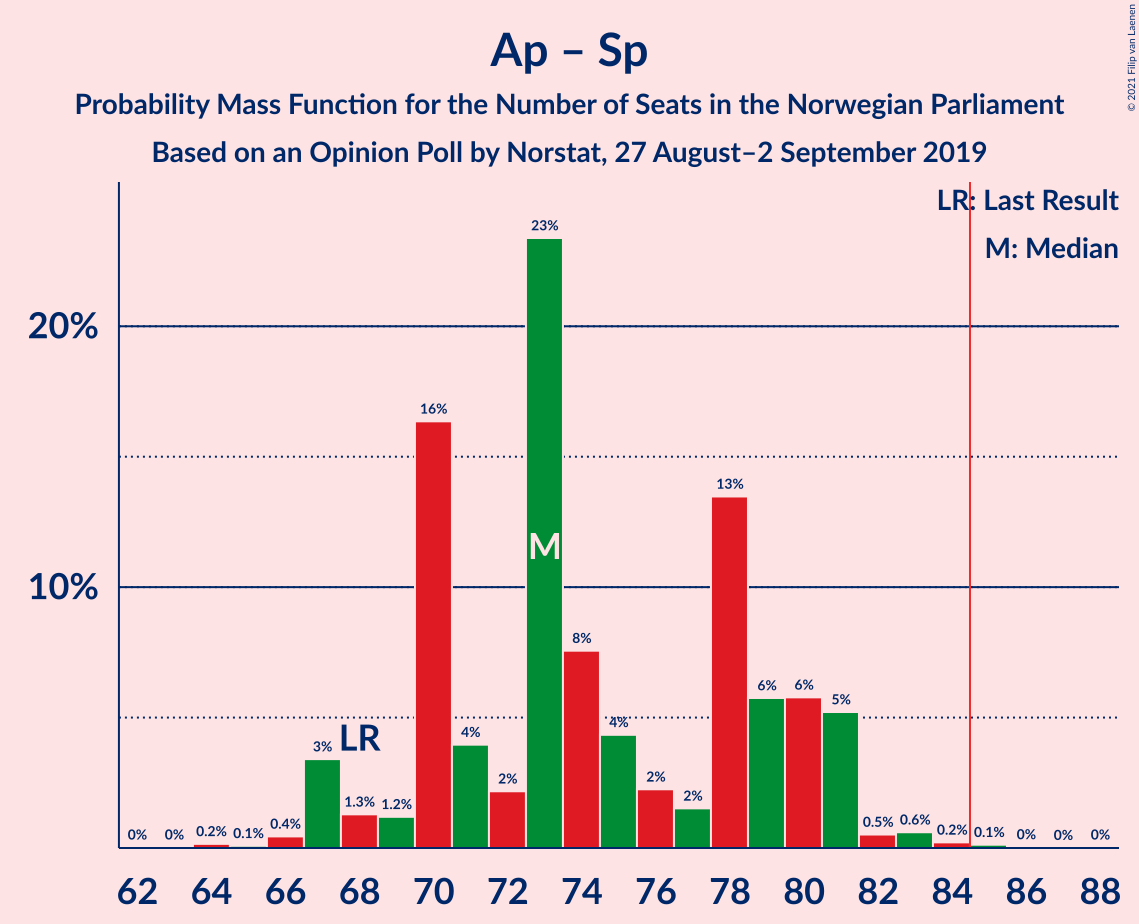 Ap – Sp
Probability Mass Function for the Number of Seats in the Norwegian Parliament
Based on an Opinion Poll by Norstat, 27 August–2 September 2019
© 2021 Filip van Laenen
LR: Last Result
M: Median
20%
10%
0% 0% 0.2% 0.1% 0.4% 3% 1.3% 1.2% 16% 4% 2% 23% 8% 4% 2% 2% 13% 6% 6% 5% 0.5% 0.6% 0.2% 0.1% 0% 0% 0%
LR
M
62 64 66 68 70 72 74 76 78 80 82 84 86 88